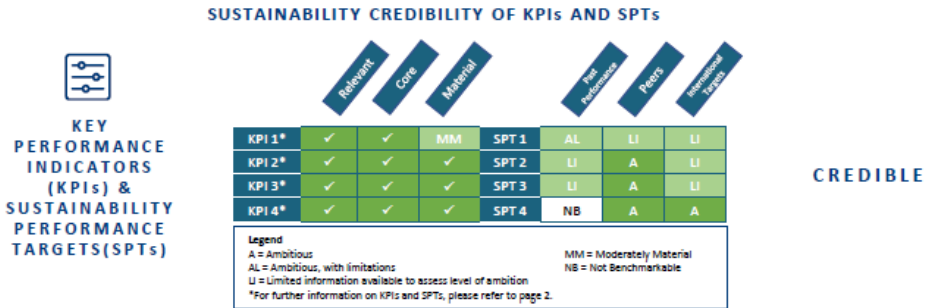 SUSTAINABILITY CREDIBILITY OF KPIs AND SPTs
Relevant
Core
Material
Past
Performance
Peers
International
Targets
KEY
PERFORMANCE
INDICATORS
(KPIs) &
SUSTAINABILITY
PERFORMANCE
TARGETS(SPTs)
KPI 1* ✓ ✓ MM SPT 1 AL LI LI
KPI 2* ✓ ✓ ✓ SPT 2 LI A LI
KPI 3* ✓ ✓ ✓ SPT 3 LI A LI
KPI 4* ✓ ✓ ✓ SPT 4 NB A A
CREDIBLE
Legend
A = Ambitious MM = Moderately Material
AL = Ambitious, with limitations NB = Not Benchmarkable
LI = Limited information available to assess level of ambition
*For further information on KPIs and SPTs, please refer to page 2.